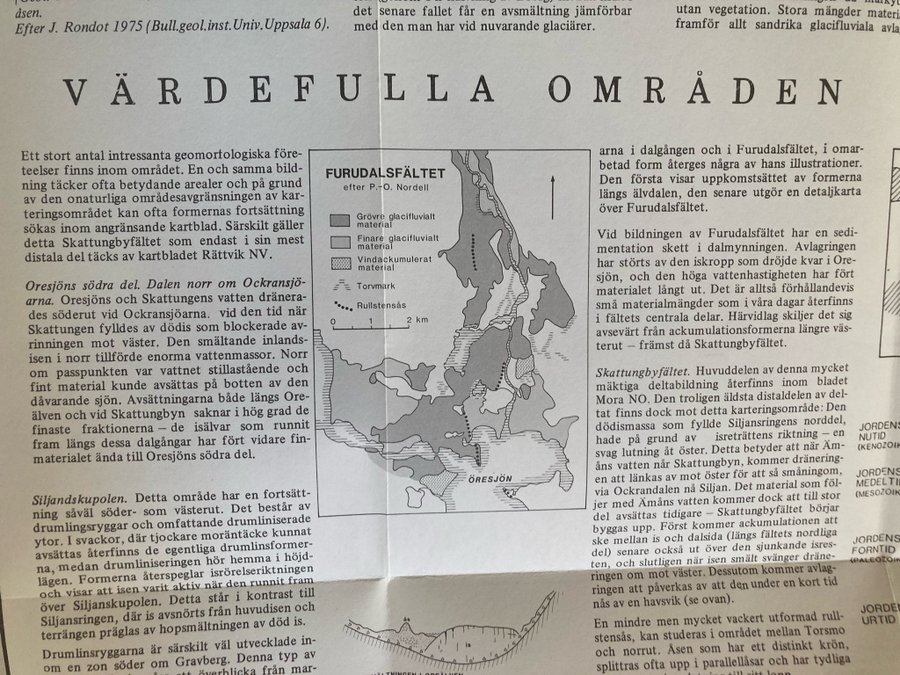 dsen.
Efter J. Rondot 1975 (Bull.geol.inst.Univ.Uppsala 6).
det senare fallet får en avsmältning jämförbar
med den man har vid nuvarande glaciärer.
utan vegetation. Stora mängder materi
framför allt sandrika glacifluviala avla
VÄRDEFULLA OMRÅDEN
Ett stort antal intressanta geomorfologiska före-
teelser finns inom området. En och samma bild-
ning täcker ofta betydande arealer och på grund
av den onaturliga områdesavgränsningen av kar-
teringsområdet kan ofta formernas fortsättning
sökas inom angränsande kartblad. Särskilt gäller
detta Skattungbyfältet som endast i sin mest
distala del täcks av kartbladet Rättvik NV.
Oresjöns södra del. Dalen norr om Ockransjö-
arna. Oresjöns och Skattungens vatten dränera-
des söderut vid Ockransjöarna. vid den tid när
Skattungen fylldes av dödis som blockerade av-
rinningen mot väster. Den smältande inlands-
isen i norr tillförde enorma vattenmassor. Norr
om passpunkten var vattnet stillastående och
fint material kunde avsättas på botten av den
dåvarande sjön. Avsättningarna både längs Ore-
älven och vid Skattungbyn saknar i hög grad de
finaste fraktionerna – de isälvar som runnit
fram längs dessa dalgångar har fört vidare fin-
materialet ända till Oresjöns södra del.
Siljandskupolen. Detta område har en fortsätt-
ning såväl söder- som västerut. Det består av
drumlingsryggar och omfattande drumliniserade
ytor. I svackor, där tjockare moräntäcke kunnat
avsättas återfinns de egentliga drumlinsformer-
na, medan drumliniseringen hör hemma i höjd-
lägen. Formerna återspeglar isrörelseriktningen
och visar att isen varit aktiv när den runnit fram
över Siljanskupolen. Detta står i kontrast till
Siljansringen, där is avsnörts från huvudisen och
terrängen präglas av hopsmältningen av död is.
Drumlinsryggarna är särskilt väl utvecklade in-
om en zon söder om Gravberg. Denna typ av
överblicka från mar-
FURUDALSFÄLTET
efter P.-O. Nordell
Grövre glacifluvialt
material
Finare glacifluvialt
material
Vindackumulerat
material
Torvmark
Rullstensås
0 1 2 km
ÖRESJÖN
arna i dalgången och i Furudalsfältet, i omar-
betad form återges några av hans illustrationer.
Den första visar uppkomstsättet av formerna
längs älvdalen, den senare utgör en detaljkarta
över Furudalsfältet.
Vid bildningen av Furudalsfältet har en sedi-
mentation skett i dalmynningen. Avlagringen
har störts av den iskropp som dröjde kvar i Ore-
sjön, och den höga vattenhastigheten har fört
materialet långt ut. Det är alltså förhållandevis
små materialmängder som i våra dagar återfinns
i fältets centrala delar. Härvidlag skiljer det sig
avsevärt från ackumulationsformerna längre väs-
terut – främst då Skattungbyfältet.
Skattungbyfältet. Huvuddelen av denna mycket
mäktiga deltabildning återfinns inom bladet
Mora NO. Den troligen äldsta distaldelen av del-
tat finns dock mot detta karteringsområde: Den
dödismassa som fyllde Siljansringens norddel,
hade på grund av isreträttens riktning – en
svag lutning åt öster. Detta betyder att när Äm-
åns vatten når Skattungbyn, kommer dränering-
en att länkas av mot öster för att så småningom,
via Ockrandalen nå Siljan. Det material som föl-
jer med Ämåns vatten kommer dock att till stor
del avsättas tidigare – Skattungbyfältet börjar
byggas upp. Först kommer ackumulationen att
ske mellan is och dalsida (längs fältets nordliga
del) senare också ut över den sjunkande isres-
ten, och slutligen när isen smält svänger dräne-
ringen om mot väster. Dessutom kommer avlag-
ringen att påverkas av att den under en kort tid
nås av en havsvik (se ovan).
En mindre men mycket vackert utformad rull-
stensås, kan studeras i området mellan Torsmo
och norrut. Åsen som har ett distinkt krön,
splittras ofta upp i parallellåsar och har tydliga
JORDENS
NUTID
(KENOZOIK
JORDENS
MEDELTI
(MESOZOIK
JORDENS
FORNTID
(PALEOZOIK
JORDENS
URTID